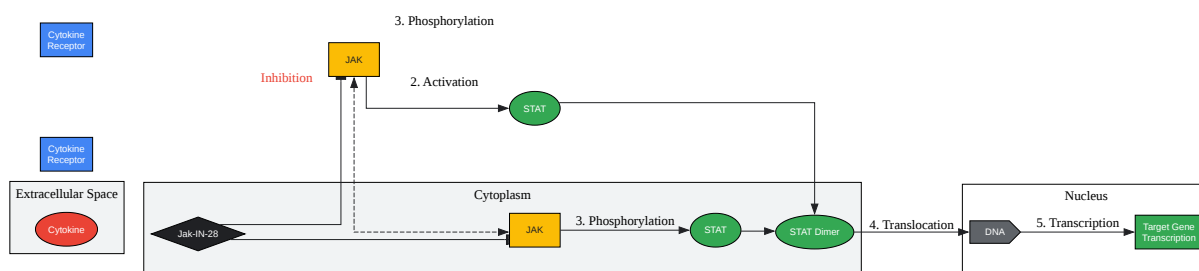 3. Phosphorylation
Cytokine
Receptor
JAK
Inhibition
2. Activation
STAT
Cytokine
Receptor
Extracellular Space
Cytokine
Cytoplasm
Jak-IN-28
JAK
3. Phosphorylation
STAT
STAT Dimer
4. Translocation
Nucleus
DNA
5. Transcription
Target Gene
Transcription